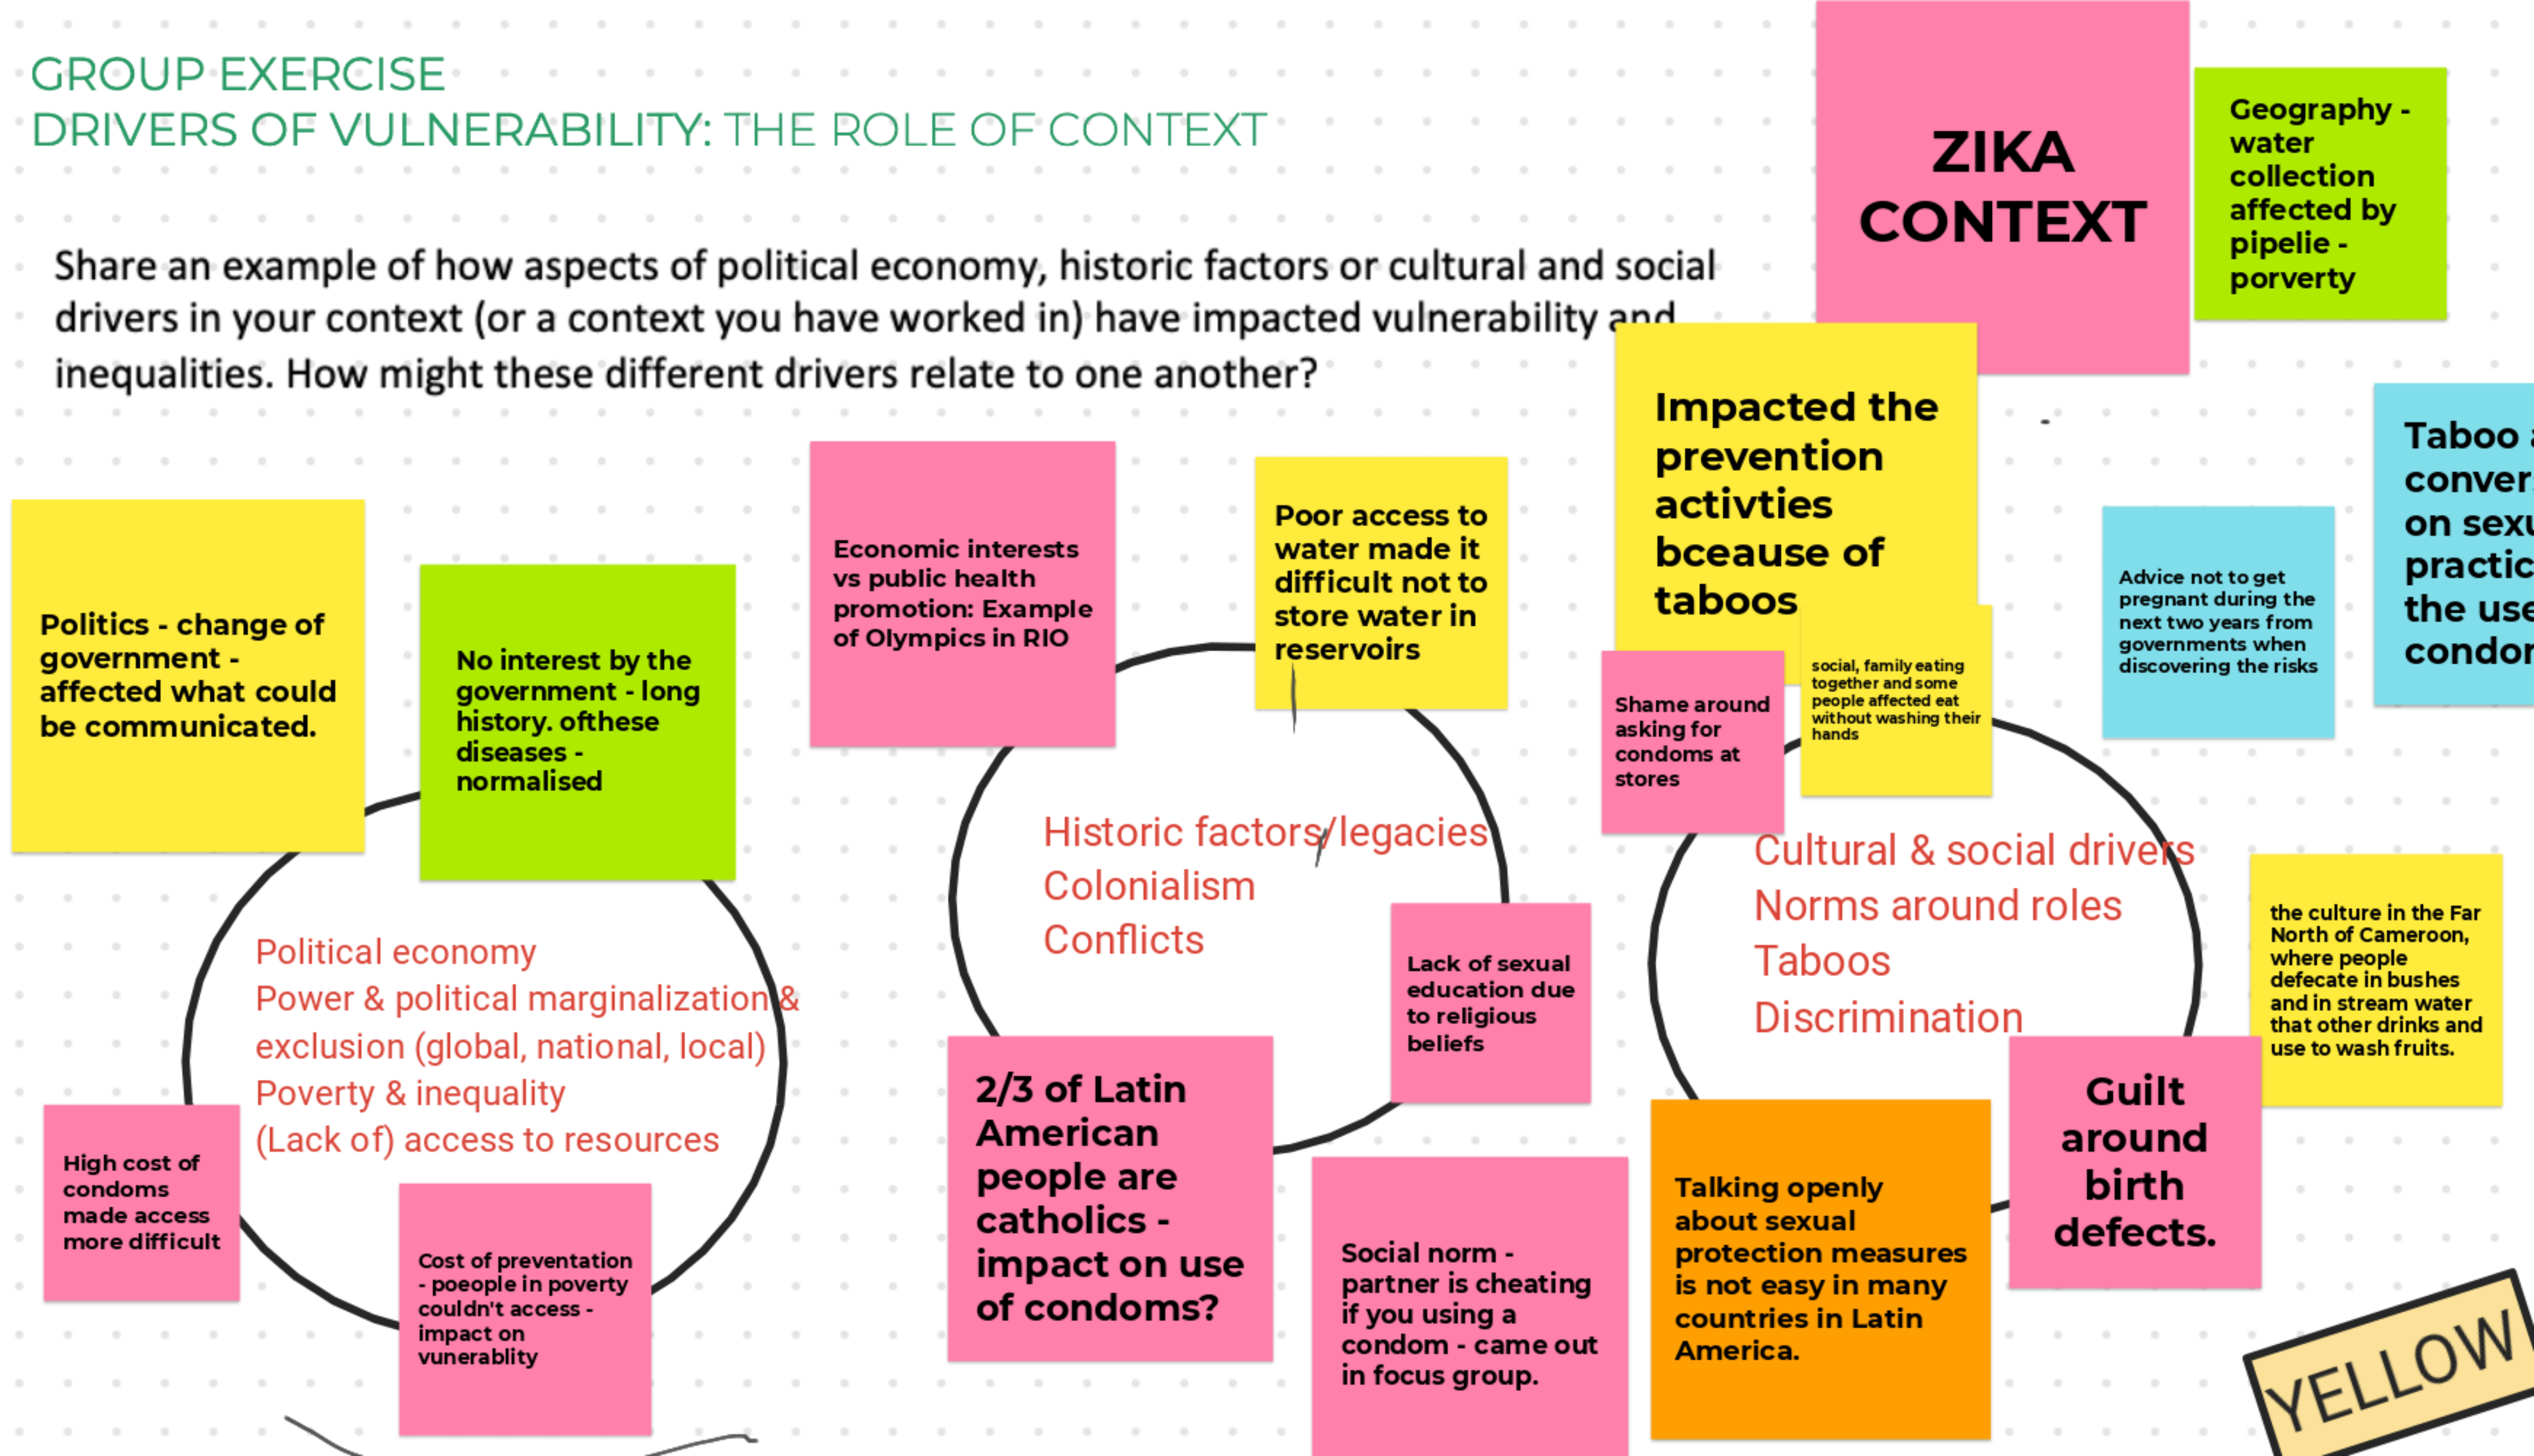 GROUP EXERCISE
DRIVERS OF VULNERABILITY: THE ROLE OF CONTEXT
Share an example of how aspects of political economy, historic factors or cultural and social
drivers in your context (or a context you have worked in) have impacted vulnerability and
inequalities. How might these different drivers relate to one another?
ZIKA
CONTEXT
Geography -
water
collection
affected by
pipelie -
porverty
Politics - change of
government -
affected what could
be communicated.
No interest by the
government - long
history. ofthese
diseases -
normalised
Political economy
Power & political marginalization &
exclusion (global, national, local)
Poverty & inequality
(Lack of) access to resources
High cost of
condoms
made access
more difficult
Cost of preventation
- poeople in poverty
couldn't access -
impact on
vunerablity
Economic interests
vs public health
promotion: Example
of Olympics in RIO
Poor access to
water made it
difficult not to
store water in
reservoirs
Historic factors/legacies
Colonialism
Conflicts
Lack of sexual
education due
to religious
beliefs
2/3 of Latin
American
people are
catholics -
impact on use
of condoms?
Social norm -
partner is cheating
if you using a
condom - came out
in focus group.
Impacted the
prevention
activties
bceause of
taboos
Shame around
asking for
condoms at
stores
social, family eating
together and some
people affected eat
without washing their
hands
Cultural & social drivers
Norms around roles
Taboos
Discrimination
Advice not to get
pregnant during the
next two years from
governments when
discovering the risks
Taboo
on
the
the culture in the Far
North of Cameroon,
where people
defecate in bushes
and in stream water
that other drinks and
use to wash fruits.
Talking openly
about sexual
protection measures
is not easy in many
countries in Latin
America.
Guilt
around
birth
defects.
YELLOW